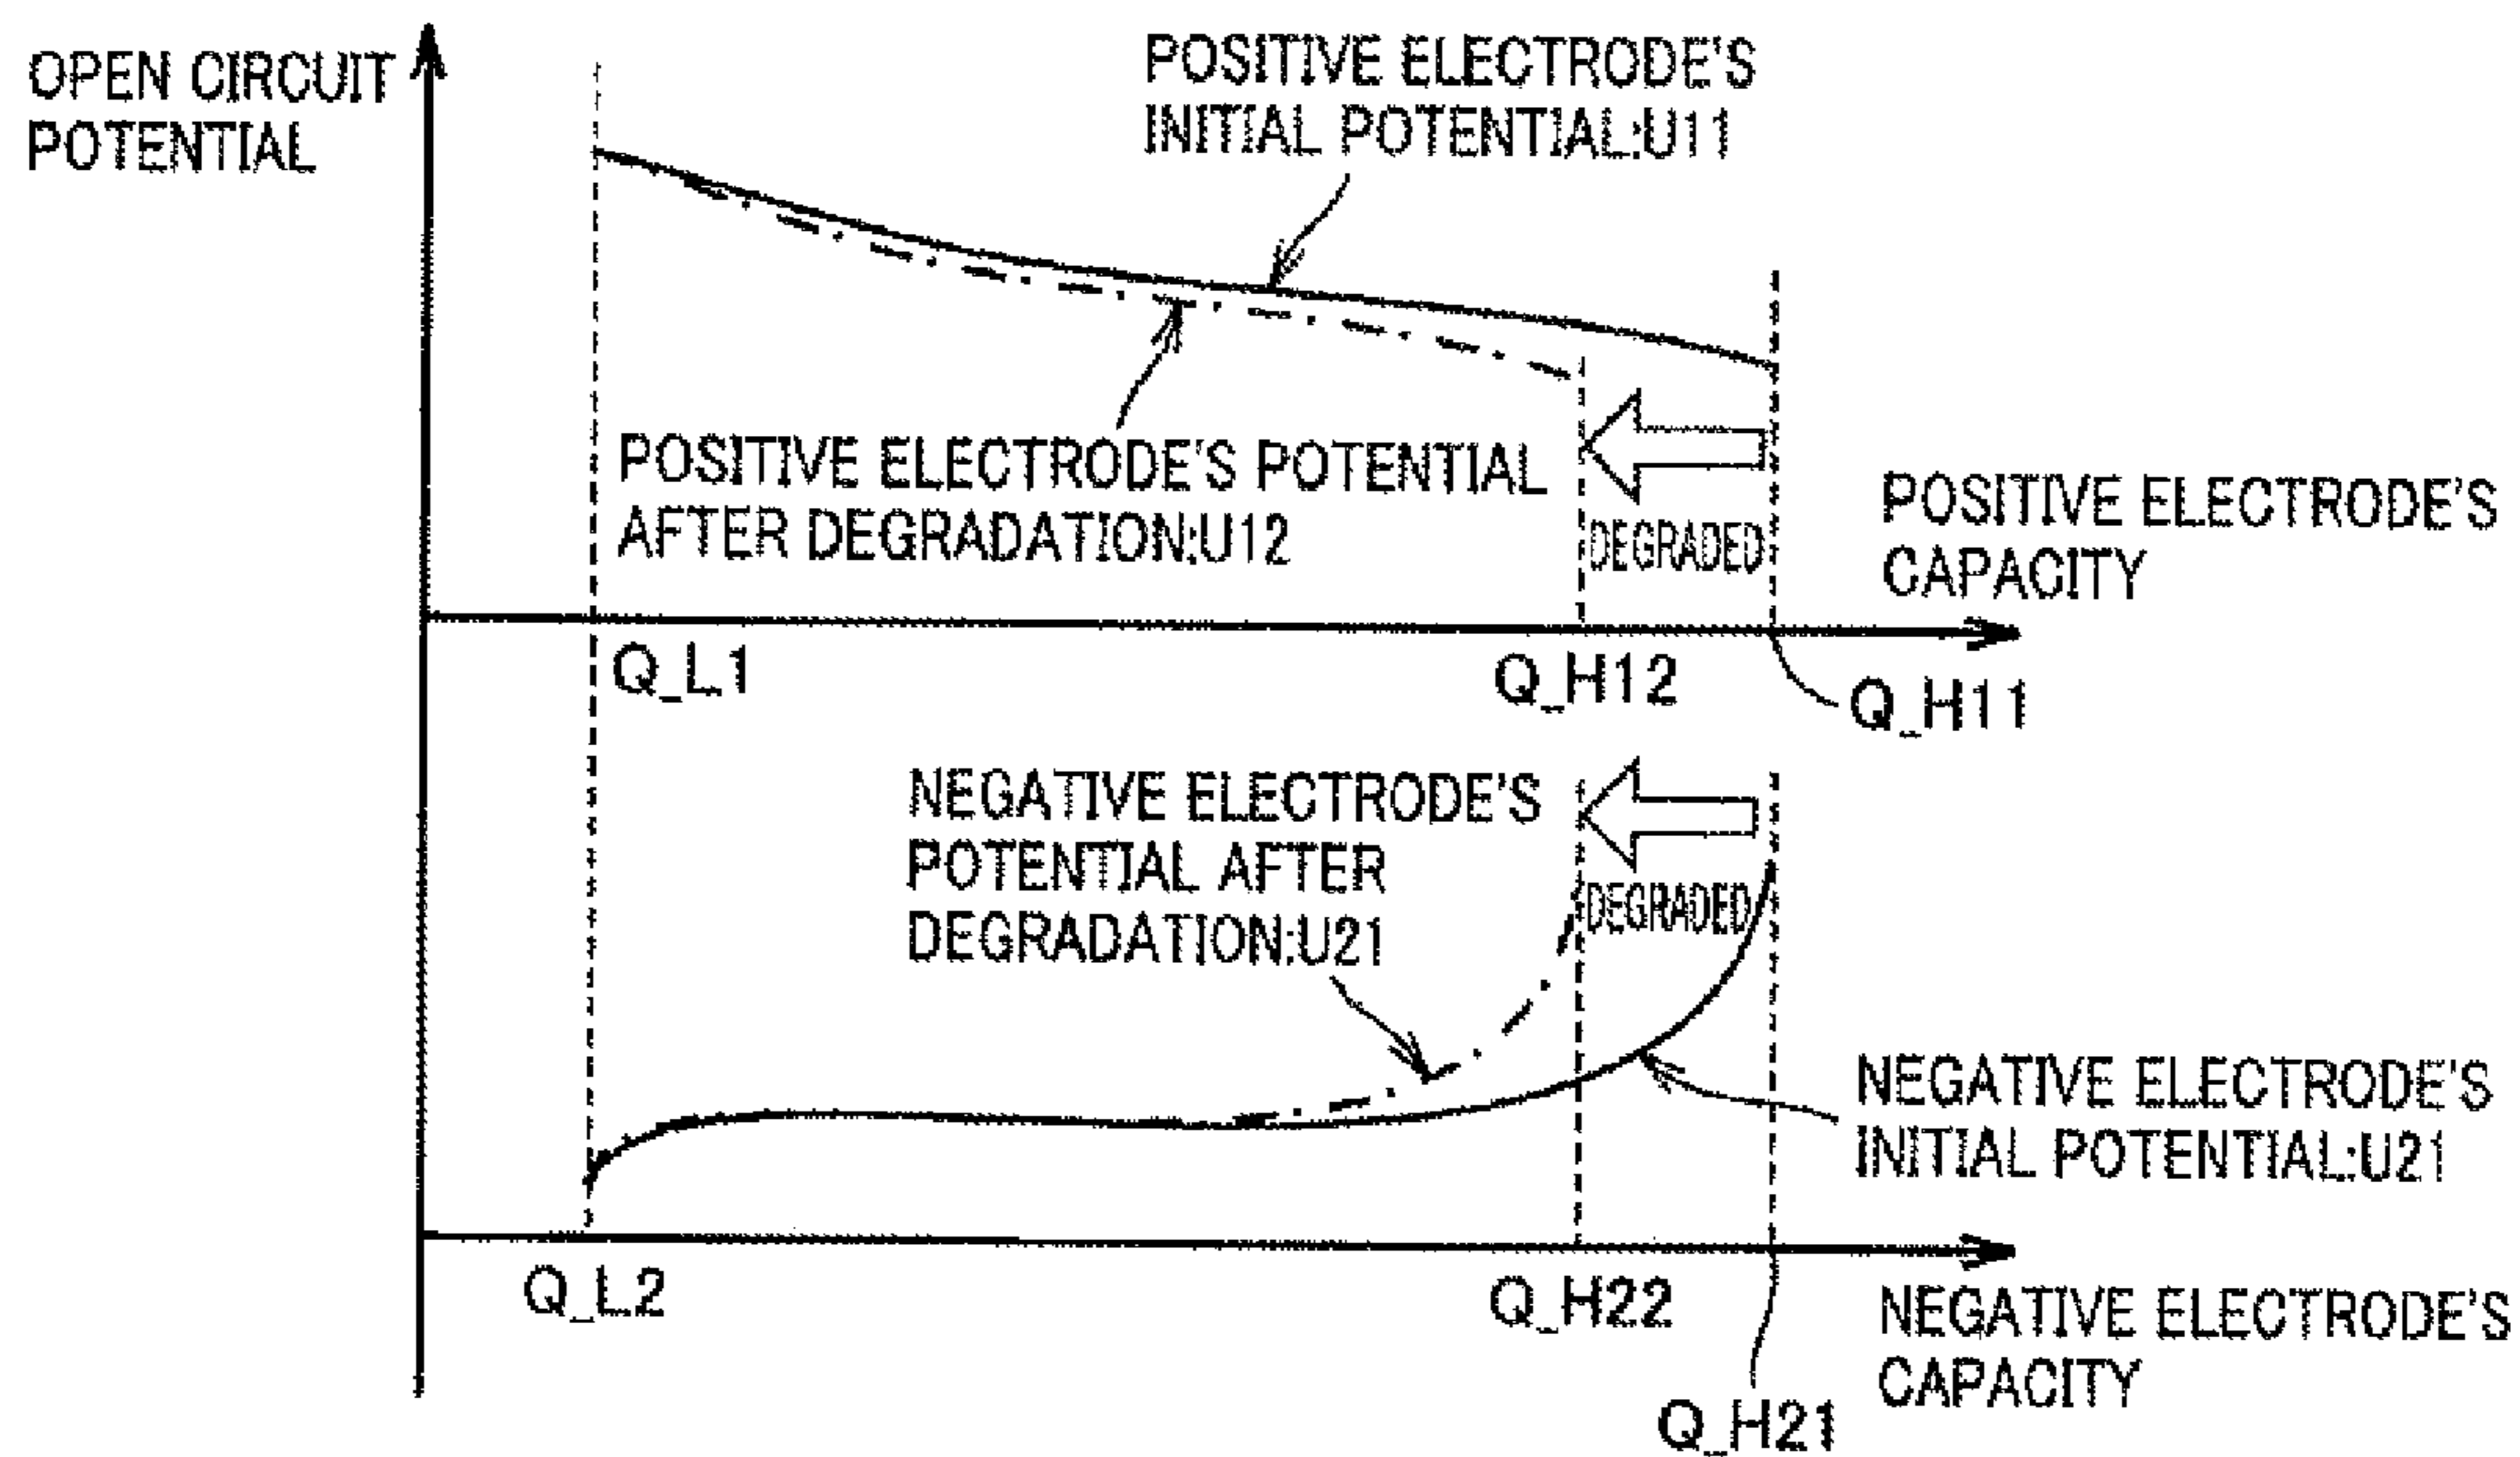 OPEN CIRCUIT
POTENTIAL
POSITIVE ELECTRODE'S
INITIAL POTENTIAL:U11
POSITIVE ELECTRODE'S POTENTIAL
AFTER DEGRADATION:U12
DEGRADED
POSITIVE ELECTRODE'S
CAPACITY
Q_L1
Q_H12
Q_H11
NEGATIVE ELECTRODE'S
POTENTIAL AFTER
DEGRADATION:U21
DEGRADED
NEGATIVE ELECTRODE'S
INITIAL POTENTIAL:U21
Q_L2
Q_H22
NEGATIVE ELECTRODE'S
CAPACITY
Q_H21